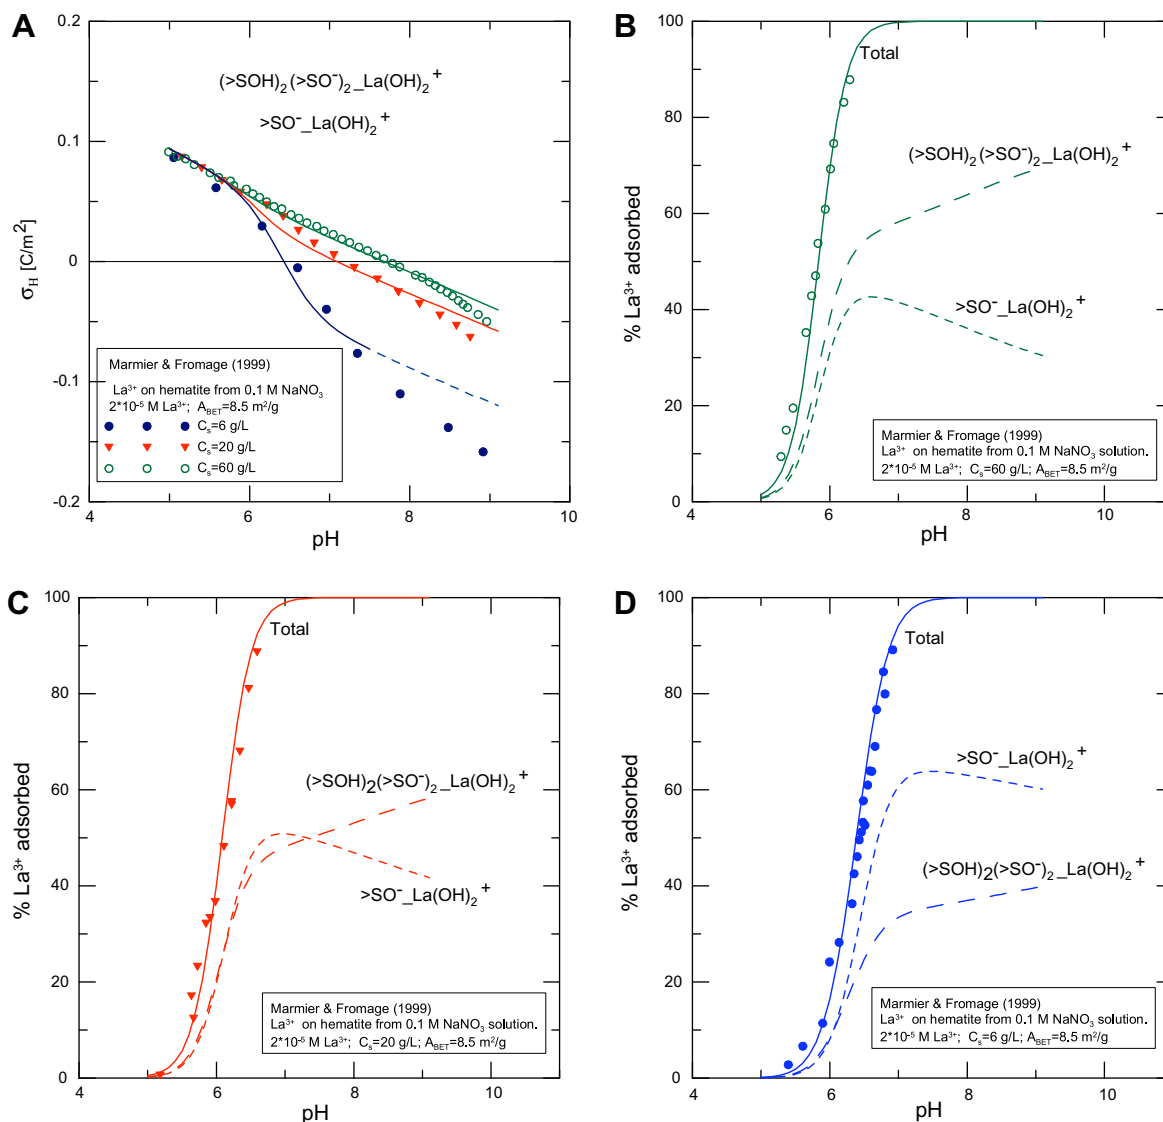 A
0.2
0.1
0
-0.1
-0.2
σH [C/m²]
(>SOH)₂(>SO⁻)₂_La(OH)₂⁺
>SO⁻_La(OH)₂⁺
Marmier & Fromage (1999)
La³⁺ on hematite from 0.1 M NaNO₃
2*10⁻⁵ M La³⁺; A_BET=8.5 m²/g
Cₛ=6 g/L
Cₛ=20 g/L
Cₛ=60 g/L
4 6 8 10
pH
B
100
80
60
40
20
0
% La³⁺ adsorbed
Total
(>SOH)₂(>SO⁻)₂_La(OH)₂⁺
>SO⁻_La(OH)₂⁺
Marmier & Fromage (1999)
La³⁺ on hematite from 0.1 M NaNO₃ solution.
2*10⁻⁵ M La³⁺; Cₛ=60 g/L; A_BET=8.5 m²/g
4 6 8 10
pH
C
100
80
60
40
20
0
% La³⁺ adsorbed
Total
(>SOH)₂(>SO⁻)₂_La(OH)₂⁺
>SO⁻_La(OH)₂⁺
Marmier & Fromage (1999)
La³⁺ on hematite from 0.1 M NaNO₃ solution.
2*10⁻⁵ M La³⁺; Cₛ=20 g/L; A_BET=8.5 m²/g
4 6 8 10
pH
D
100
80
60
40
20
0
% La³⁺ adsorbed
Total
>SO⁻_La(OH)₂⁺
(>SOH)₂(>SO⁻)₂_La(OH)₂⁺
Marmier & Fromage (1999)
La³⁺ on hematite from 0.1 M NaNO₃ solution.
2*10⁻⁵ M La³⁺; Cₛ=6 g/L; A_BET=8.5 m²/g
4 6 8 10
pH